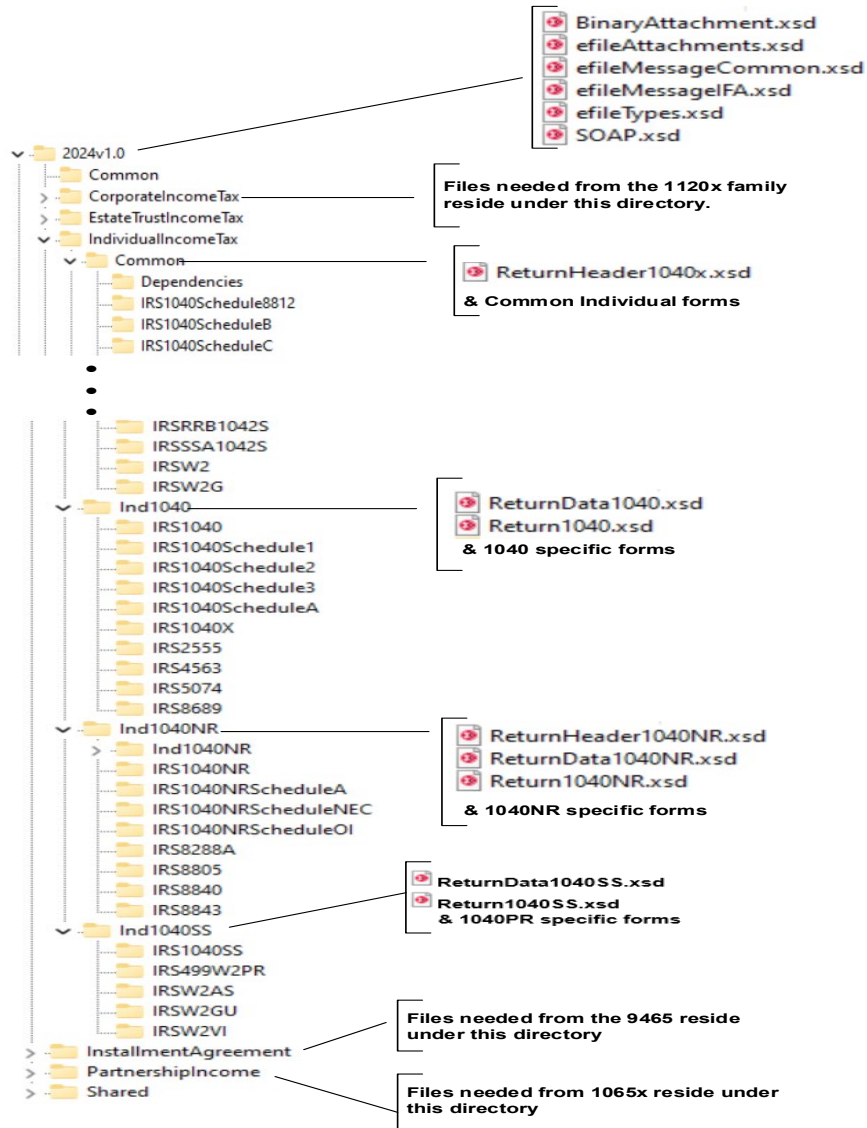 BinaryAttachment.xsd
efileAttachments.xsd
efileMessageCommon.xsd
efileMessageIFA.xsd
efileTypes.xsd
SOAP.xsd
2024v1.0
Common
CorporateIncomeTax
Files needed from the 1120x family
reside under this directory.
EstateTrustIncomeTax
IndividualIncomeTax
Common
ReturnHeader1040x.xsd
& Common Individual forms
Dependencies
IRS1040Schedule8812
IRS1040ScheduleB
IRS1040ScheduleC
IRSRRB1042S
IRSSSA1042S
IRSW2
IRSW2G
Ind1040
ReturnData1040.xsd
Return1040.xsd
& 1040 specific forms
IRS1040
IRS1040Schedule1
IRS1040Schedule2
IRS1040Schedule3
IRS1040ScheduleA
IRS1040X
IRS2555
IRS4563
IRS5074
IRS8689
Ind1040NR
ReturnHeader1040NR.xsd
ReturnData1040NR.xsd
Return1040NR.xsd
& 1040NR specific forms
Ind1040NR
IRS1040NR
IRS1040NRScheduleA
IRS1040NRScheduleNEC
IRS1040NRScheduleOI
IRS8288A
IRS8805
IRS8840
IRS8843
Ind1040SS
ReturnData1040SS.xsd
Return1040SS.xsd
& 1040PR specific forms
IRS1040SS
IRS499W2PR
IRSW2AS
IRSW2GU
IRSW2VI
InstallmentAgreement
Files needed from the 9465 reside
under this directory
PartnershipIncome
Files needed from 1065x reside under
this directory
Shared